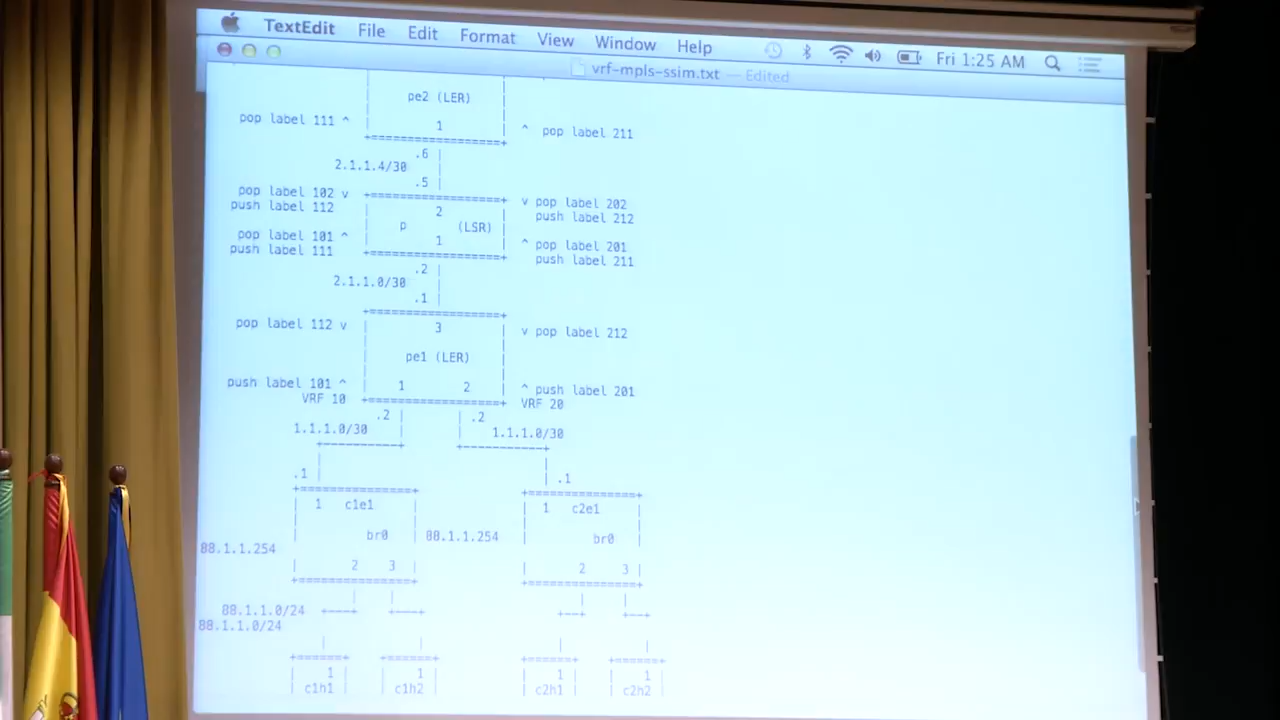 TextEdit File Edit Format View Window Help Fri 1:25 AM
vrf-mpls-ssim.txt — Edited
pe2 (LER)
pop label 111 ^ 1 ^ pop label 211
.6
2.1.1.4/30
.5
pop label 102 v v pop label 202
push label 112 2 push label 212
p (LSR)
pop label 101 ^ 1 ^ pop label 201
push label 111 push label 211
.2
2.1.1.0/30
.1
pop label 112 v 3 v pop label 212
pe1 (LER)
push label 101 ^ 1 2 ^ push label 201
VRF 10 VRF 20
.2 .2
1.1.1.0/30 1.1.1.0/30
.1 .1
1 c1e1 1 c2e1
br0 88.1.1.254 br0
88.1.1.254
2 3 2 3
88.1.1.0/24
88.1.1.0/24
1 1 1 1
c1h1 c1h2 c2h1 c2h2